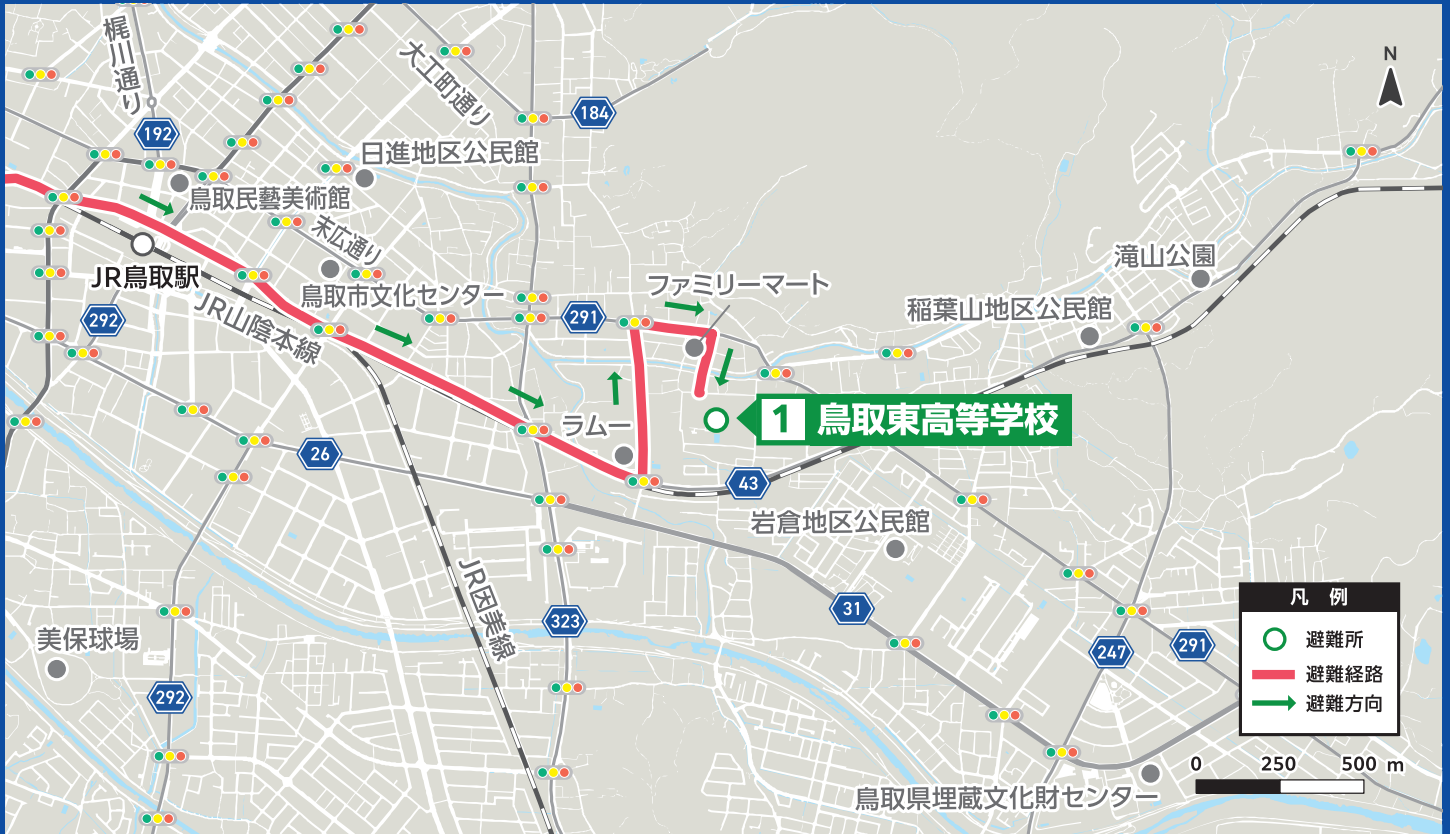 梶川通り
大工町通り
N
184
192
日進地区公民館
鳥取民藝美術館
末広通り
JR鳥取駅
滝山公園
ファミリーマート
鳥取市文化センター
稲葉山地区公民館
JR山陰本線
292
291
1 鳥取東高等学校
ラムー
26
43
岩倉地区公民館
JR因美線
凡 例
避難所
避難経路
避難方向
31
323
美保球場
247
291
292
0 250 500 m
鳥取県埋蔵文化財センター